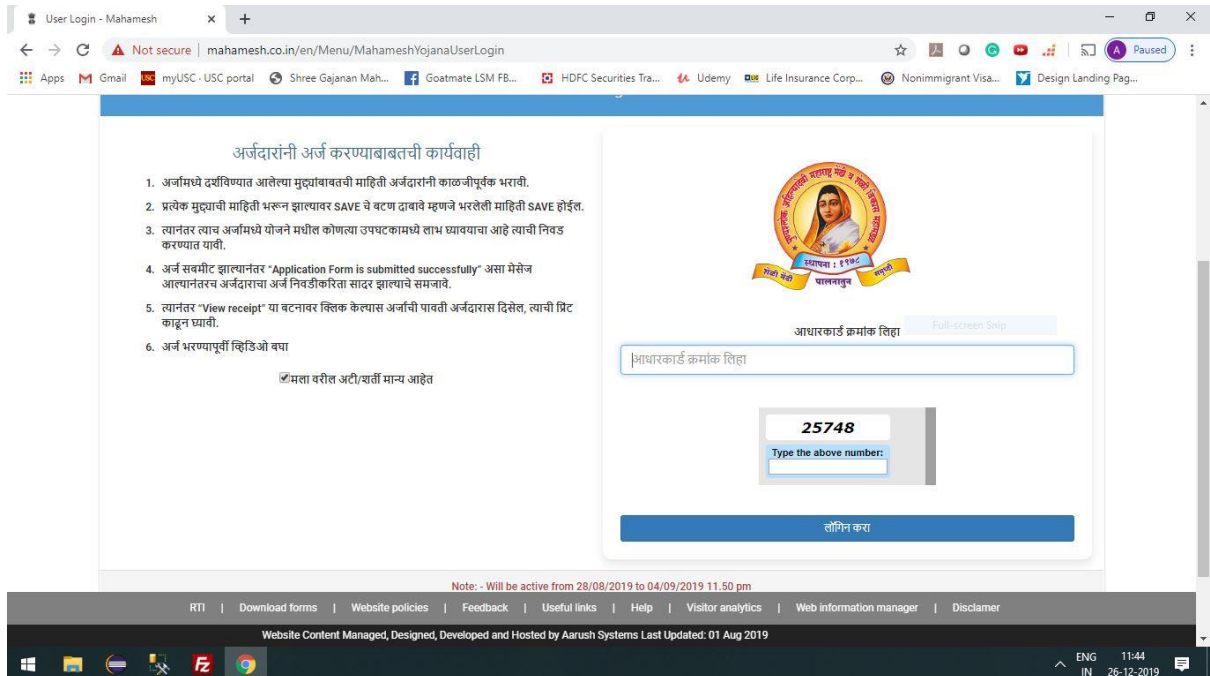 User Login - Mahamesh
Not secure | mahamesh.co.in/en/Menu/MahameshYojanaUserLogin
A Paused
Apps Gmail myUSC - USC portal Shree Gajanan Mah... Goatmate LSM FB... HDFC Securities Tra... Udemy Life Insurance Corp... Nonimmigrant Visa... Design Landing Pag...
अर्जदारांनी अर्ज करण्याबाबतची कार्यवाही
1. अर्जामध्ये दर्शविण्यात आलेल्या मुद्द्यांबाबतची माहिती अर्जदारांनी काळजीपूर्वक भरावी.
2. प्रत्येक मुद्द्याची माहिती भरून झाल्यावर SAVE चे बटण दाबावे म्हणजे भरलेली माहिती SAVE होईल.
3. त्यानंतर त्याच अर्जामध्ये योजने मधील कोणत्या उपघटकामध्ये लाभ घ्यावयाचा आहे त्याची निवड
करण्यात यावी.
4. अर्ज सबमीट झाल्यानंतर "Application Form is submitted successfully" असा मेसेज
आल्यानंतरच अर्जदाराचा अर्ज निवडीकरिता सादर झाल्याचे समजावे.
5. त्यानंतर "View receipt" या बटनावर क्लिक केल्यास अर्जाची पावती अर्जदारास दिसेल, त्याची प्रिंट
काढून घ्यावी.
6. अर्ज भरण्यापूर्वी व्हिडिओ बघा
मला वरील अटी/शर्ती मान्य आहेत
स्थापना : १९७८
पालनातुन
आधारकार्ड क्रमांक लिहा
Full-screen Snip
आधारकार्ड क्रमांक लिहा
25748
Type the above number:
लॉगिन करा
Note: - Will be active from 28/08/2019 to 04/09/2019 11.50 pm
RTI | Download forms | Website policies | Feedback | Useful links | Help | Visitor analytics | Web information manager | Disclamer
Website Content Managed, Designed, Developed and Hosted by Aarush Systems Last Updated: 01 Aug 2019
ENG 11:44
IN 26-12-2019